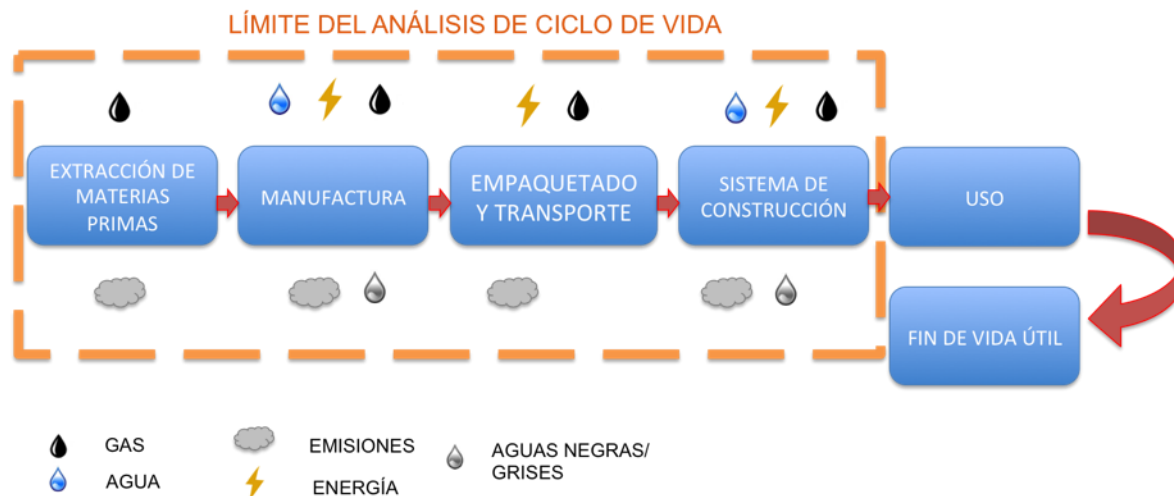 LÍMITE DEL ANÁLISIS DE CICLO DE VIDA
EXTRACCIÓN DE
MATERIAS
PRIMAS
MANUFACTURA
EMPAQUETADO
Y TRANSPORTE
SISTEMA DE
CONSTRUCCIÓN
USO
FIN DE VIDA ÚTIL
GAS
EMISIONES
AGUAS NEGRAS/
GRISES
AGUA
ENERGÍA